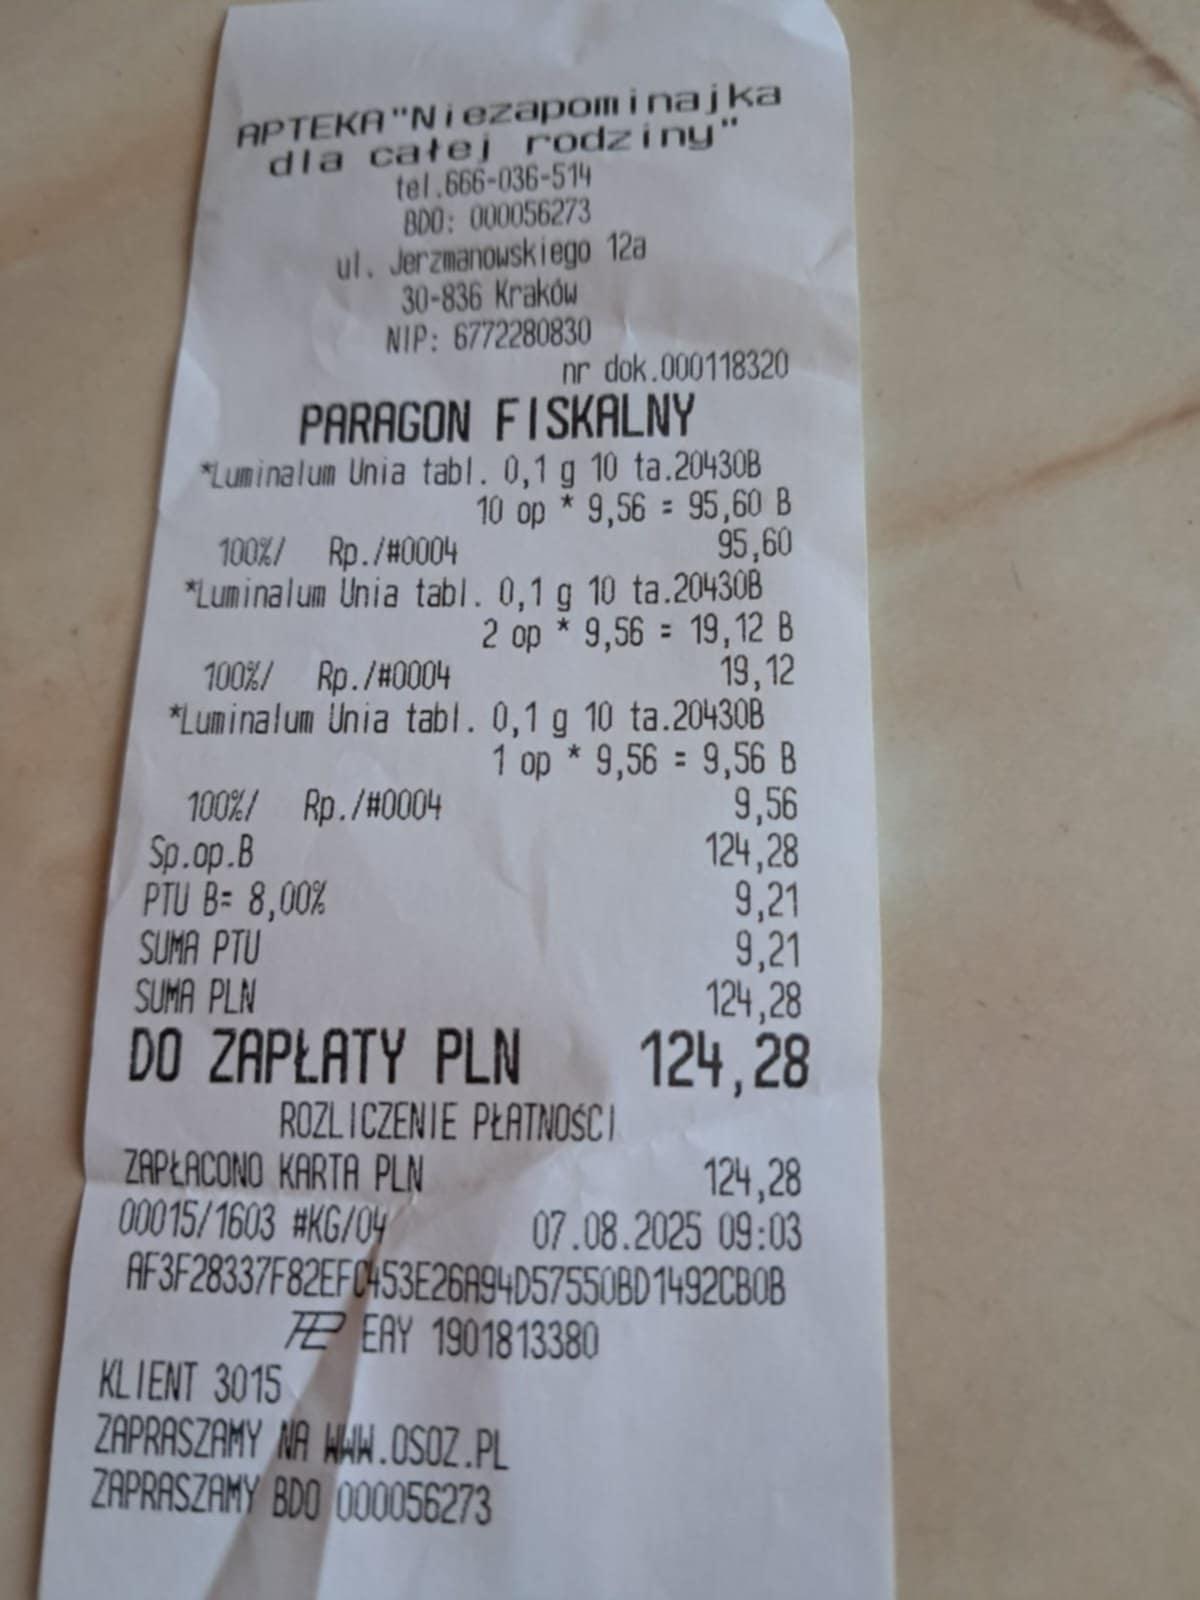 APTEKA"Niezapominajka
dla całej rodziny"
tel.666-036-514
BDO: 000056273
ul. Jerzmanowskiego 12a
30-836 Kraków
NIP: 6772280830
nr dok.000118320
PARAGON FISKALNY
*Luminalum Unia tabl. 0,1 g 10 ta.20430B
10 op * 9,56 = 95,60 B
100%/ Rp./#0004 95,60
*Luminalum Unia tabl. 0,1 g 10 ta.20430B
2 op * 9,56 = 19,12 B
100%/ Rp./#0004 19,12
*Luminalum Unia tabl. 0,1 g 10 ta.20430B
1 op * 9,56 = 9,56 B
100%/ Rp./#0004 9,56
Sp.op.B 124,28
PTU B= 8,00% 9,21
SUMA PTU 9,21
SUMA PLN 124,28
DO ZAPŁATY PLN 124,28
ROZLICZENIE PŁATNOŚCI
ZAPŁACONO KARTA PLN 124,28
00015/1603 #KG/04 07.08.2025 09:03
AF3F28337F82EFC453E26A94D57550BD1492CB0B
EAY 1901813380
KLIENT 3015
ZAPRASZAMY NA WWW.OSOZ.PL
ZAPRASZAMY BDO 000056273